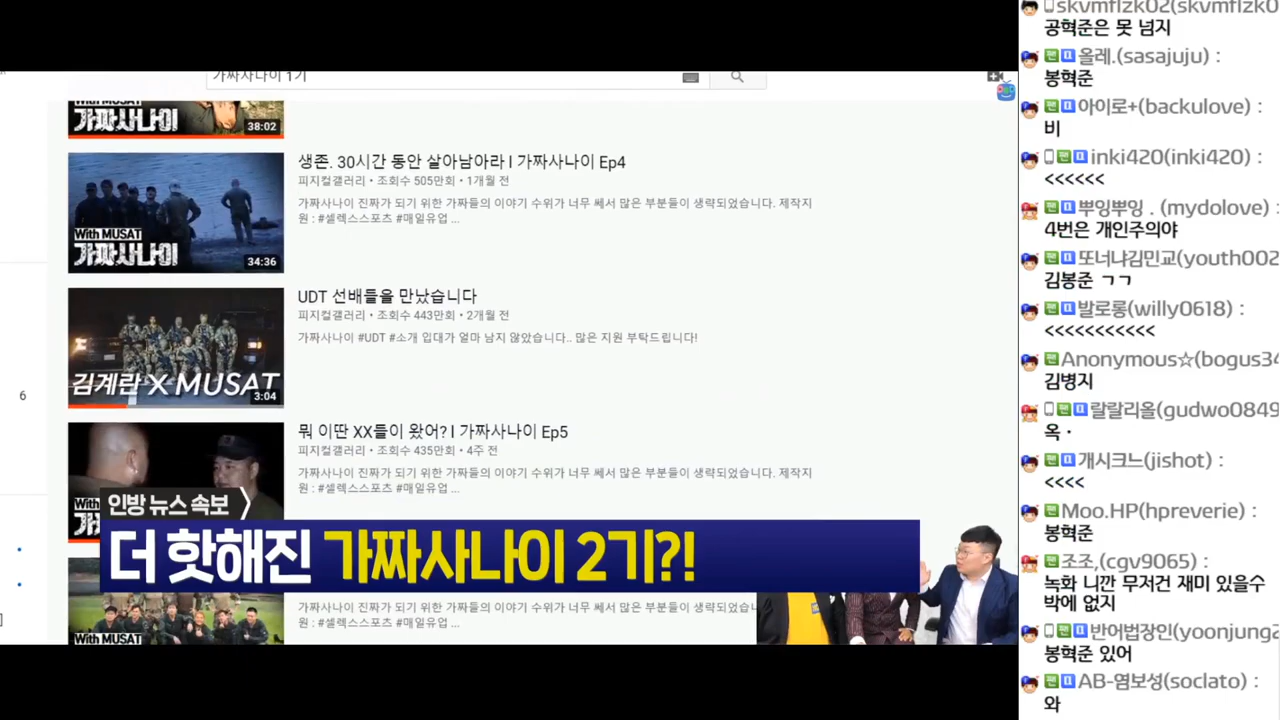 가짜사나이 1기
With MUSAT
가짜사나이
38:02
생존. 30시간 동안 살아남아라 l 가짜사나이 Ep4
피지컬갤러리 • 조회수 505만회 • 1개월 전
가짜사나이 진짜가 되기 위한 가짜들의 이야기 수위가 너무 쎄서 많은 부분들이 생략되었습니다. 제작지
원 : #셀렉스스포츠 #매일유업 ...
With MUSAT
가짜사나이
34:36
UDT 선배들을 만났습니다
피지컬갤러리 • 조회수 443만회 • 2개월 전
가짜사나이 #UDT #소개 입대가 얼마 남지 않았습니다.. 많은 지원 부탁드립니다!
김계란 X MUSAT
3:04
6
뭐 이딴 XX들이 왔어? l 가짜사나이 Ep5
피지컬갤러리 • 조회수 435만회 • 4주 전
가짜사나이 진짜가 되기 위한 가짜들의 이야기 수위가 너무 쎄서 많은 부분들이 생략되었습니다. 제작지
원 : #셀렉스스포츠 #매일유업 ...
With
인방 뉴스 속보
더 핫해진 가짜사나이 2기?!
가짜사나이 진짜가 되기 위한 가짜들의 이야기 수위가 너무 쎄서 많은 부분들이 생략되었습니
원 : #셀렉스스포츠 #매일유업 ...
With MUSAT
skvmflzk02(skvmflzk0
공혁준은 못 넘지
올레.(sasajuju) :
봉혁준
아이로+(backulove) :
비
inki420(inki420) :
<<<<<<
뿌잉뿌잉 . (mydolove) :
4번은 개인주의야
또너냐김민교(youth002
김봉준 ㄱㄱ
발로롱(willy0618) :
<<<<<<<<<<<
Anonymous☆(bogus34
김병지
랄랄리올(gudwo0849
옥 ·
개시크느(jishot) :
<<<<
Moo.HP(hpreverie) :
봉혁준
조조,(cgv9065) :
녹화 니깐 무저건 재미 있을수
박에 없지
반어법장인(yoonjung2
봉혁준 있어
AB-염보성(soclato) :
와